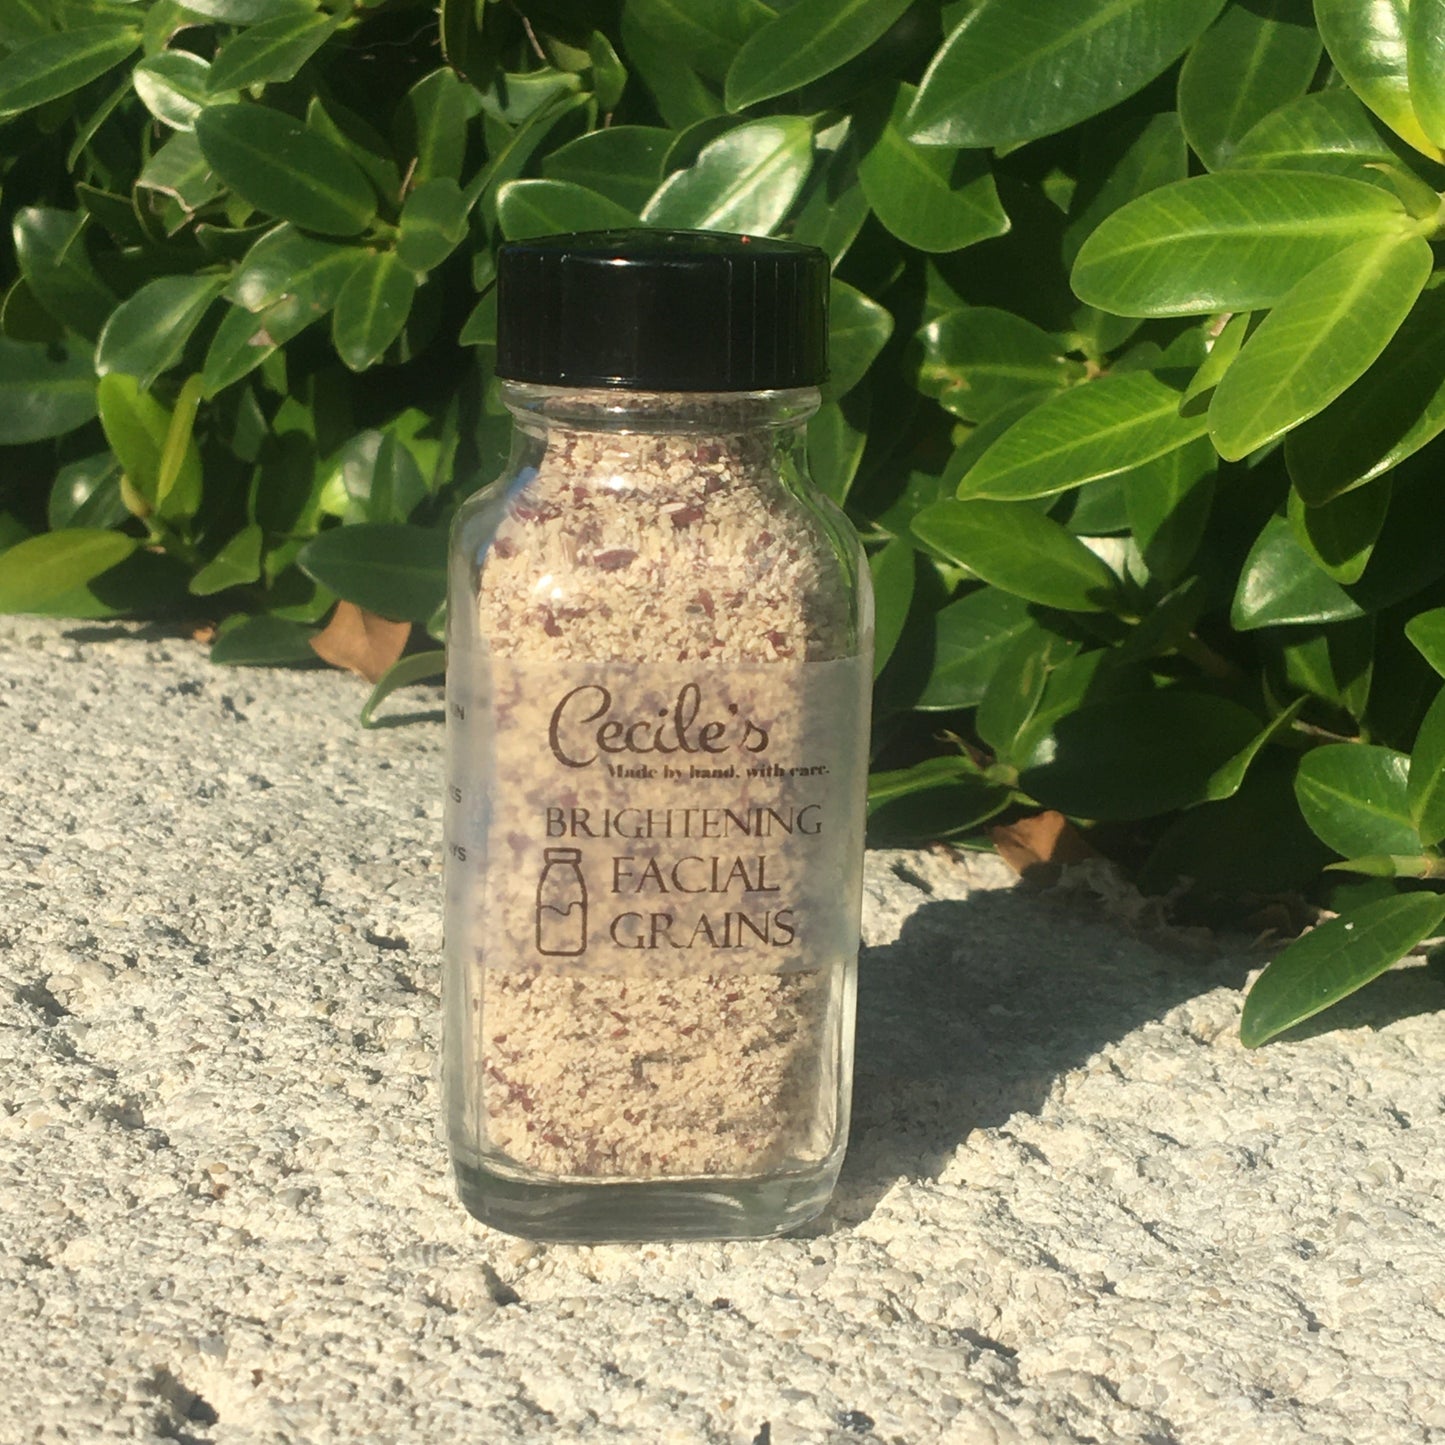 Cecile's
Made by hand, with care.
BRIGHTENING
FACIAL
GRAINS